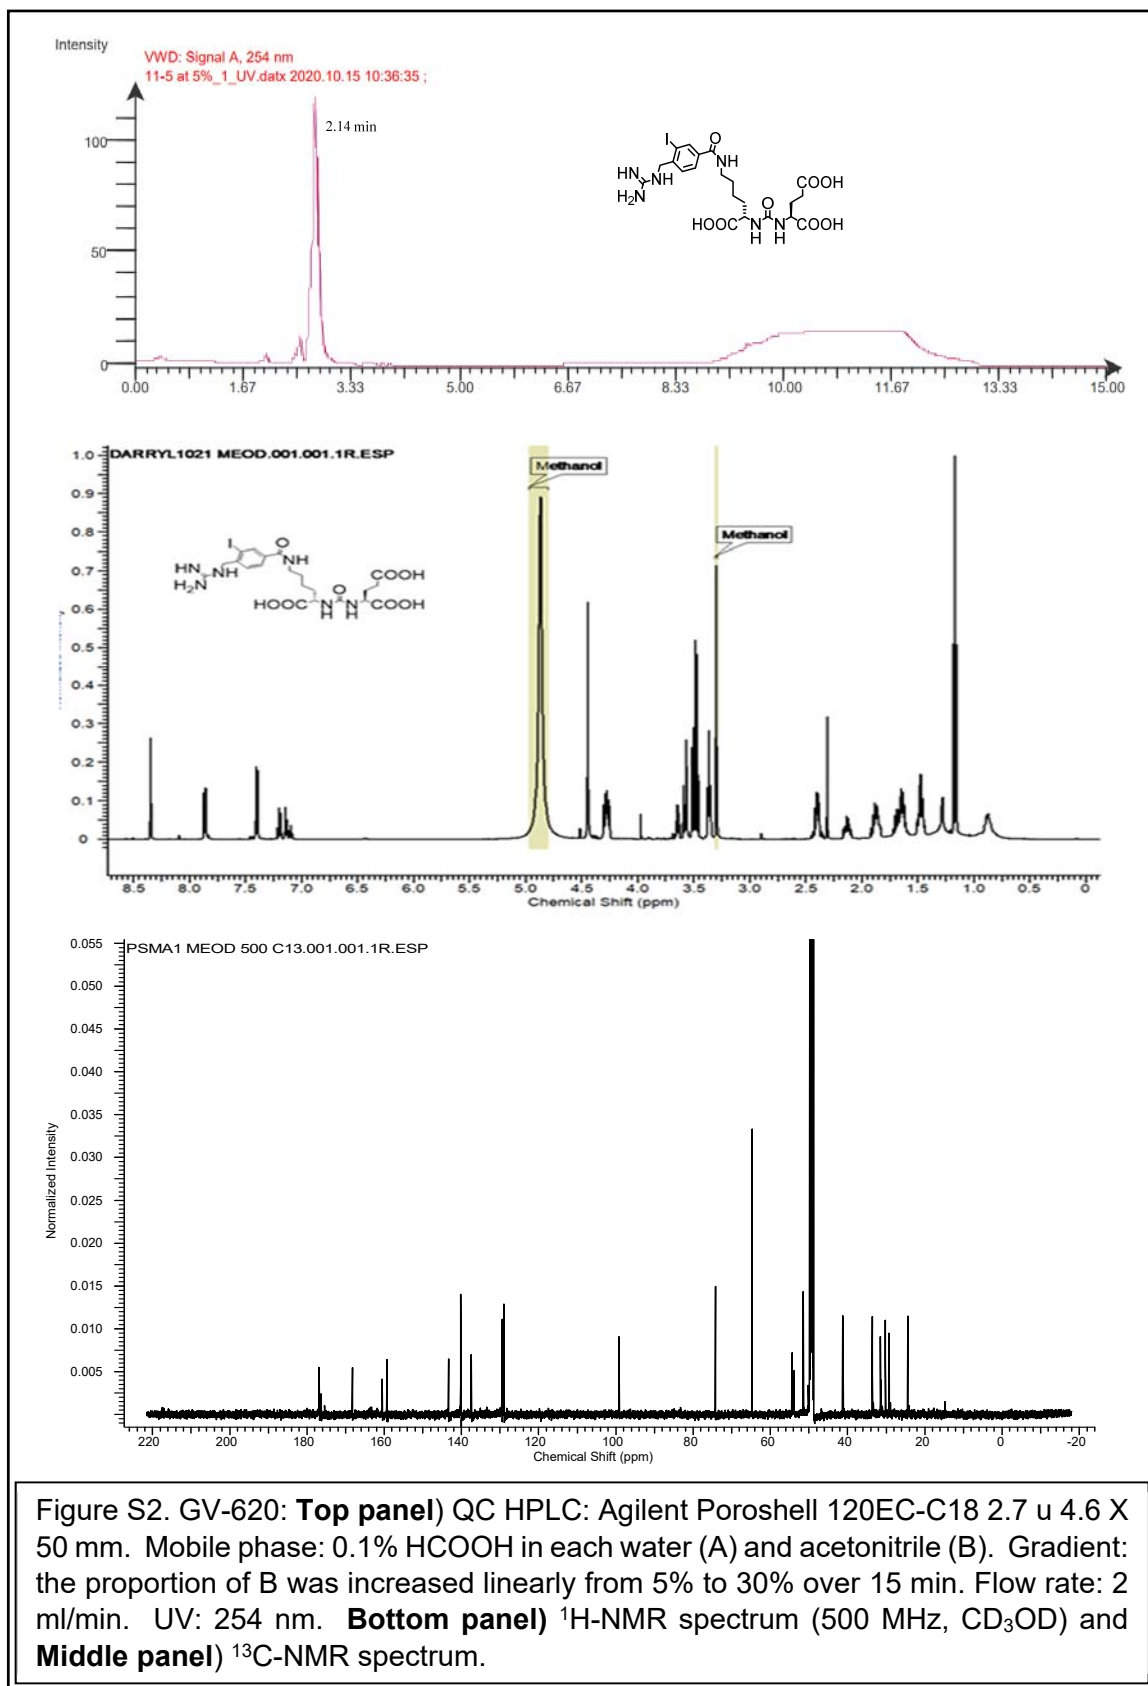 Intensity
VWD: Signal A, 254 nm
11-5 at 5%_1_UV.datx 2020.10.15 10:36:35 ;
2.14 min
100
50
0
0.00 1.67 3.33 5.00 6.67 8.33 10.00 11.67 13.33 15.00
I
O
HN
NH
NH
H₂N
COOH
O
HOOC
N
N
COOH
H
H
DARRYL1021 MEOD.001.001.1R.ESP
Methanol
Methanol
1.0
0.9
0.8
0.7
0.6
0.5
0.4
0.3
0.2
0.1
0
I
O
HN
NH
NH
H₂N
COOH
O
HOOC
N
N
COOH
H
H
8.5 8.0 7.5 7.0 6.5 6.0 5.5 5.0 4.5 4.0 3.5 3.0 2.5 2.0 1.5 1.0 0.5 0
Chemical Shift (ppm)
PSMA1 MEOD 500 C13.001.001.1R.ESP
Normalized Intensity
0.055
0.050
0.045
0.040
0.035
0.030
0.025
0.020
0.015
0.010
0.005
220 200 180 160 140 120 100 80 60 40 20 0 -20
Chemical Shift (ppm)
Figure S2. GV-620: Top panel) QC HPLC: Agilent Poroshell 120EC-C18 2.7 u 4.6 X
50 mm. Mobile phase: 0.1% HCOOH in each water (A) and acetonitrile (B). Gradient:
the proportion of B was increased linearly from 5% to 30% over 15 min. Flow rate: 2
ml/min. UV: 254 nm. Bottom panel) ¹H-NMR spectrum (500 MHz, CD₃OD) and
Middle panel) ¹³C-NMR spectrum.